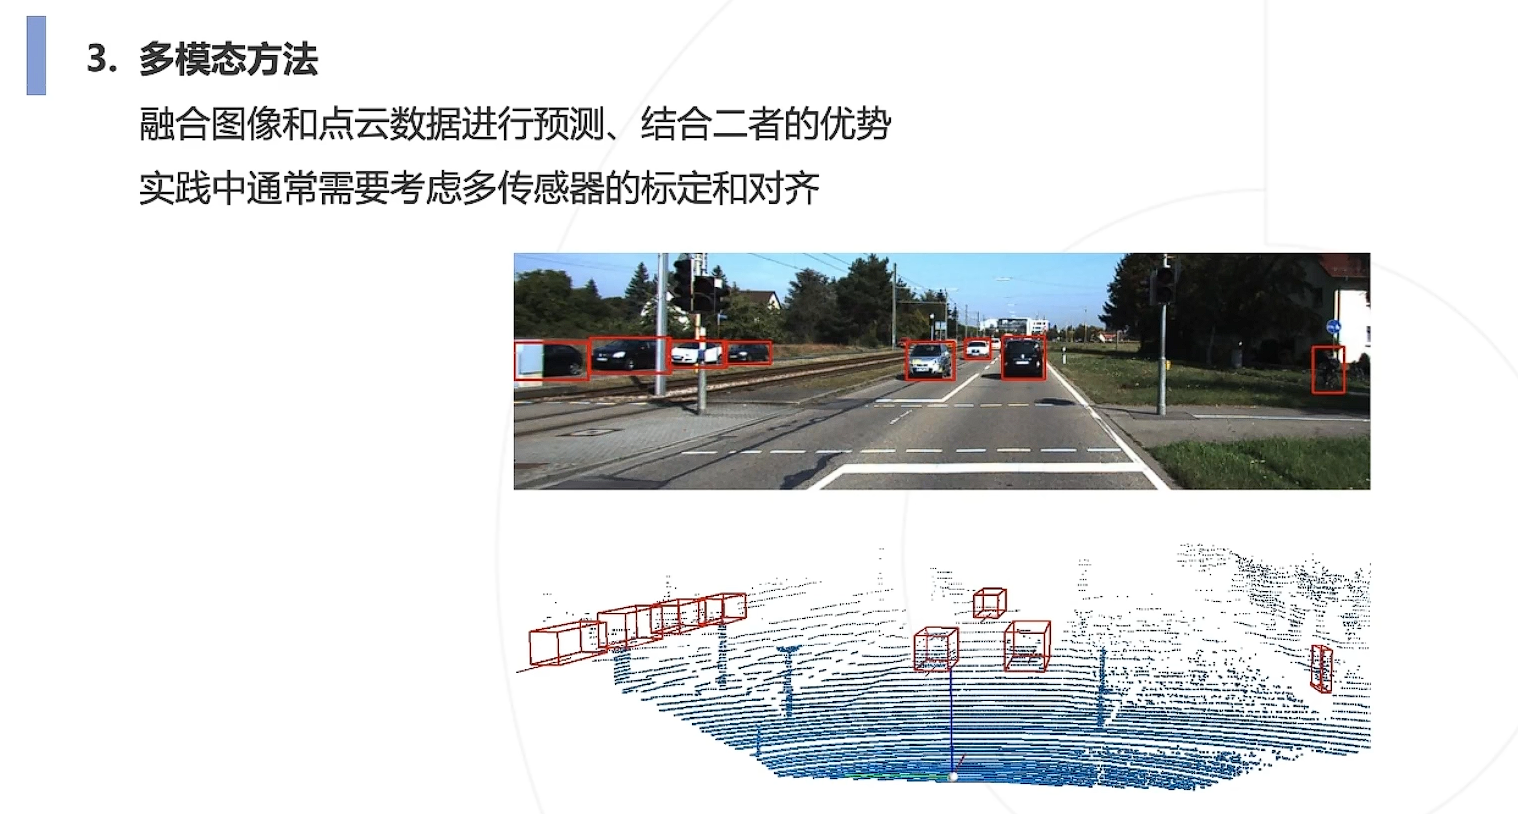 3. 多模态方法
融合图像和点云数据进行预测、结合二者的优势
实践中通常需要考虑多传感器的标定和对齐